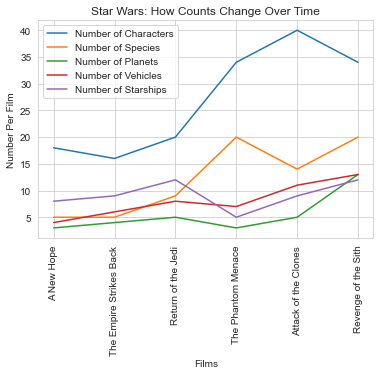 Star Wars: How Counts Change Over Time
Number of Characters
Number of Species
Number of Planets
Number of Vehicles
Number of Starships
Number Per Film
40
35
30
25
20
15
10
5
A New Hope
The Empire Strikes Back
Return of the Jedi
The Phantom Menace
Attack of the Clones
Revenge of the Sith
Films